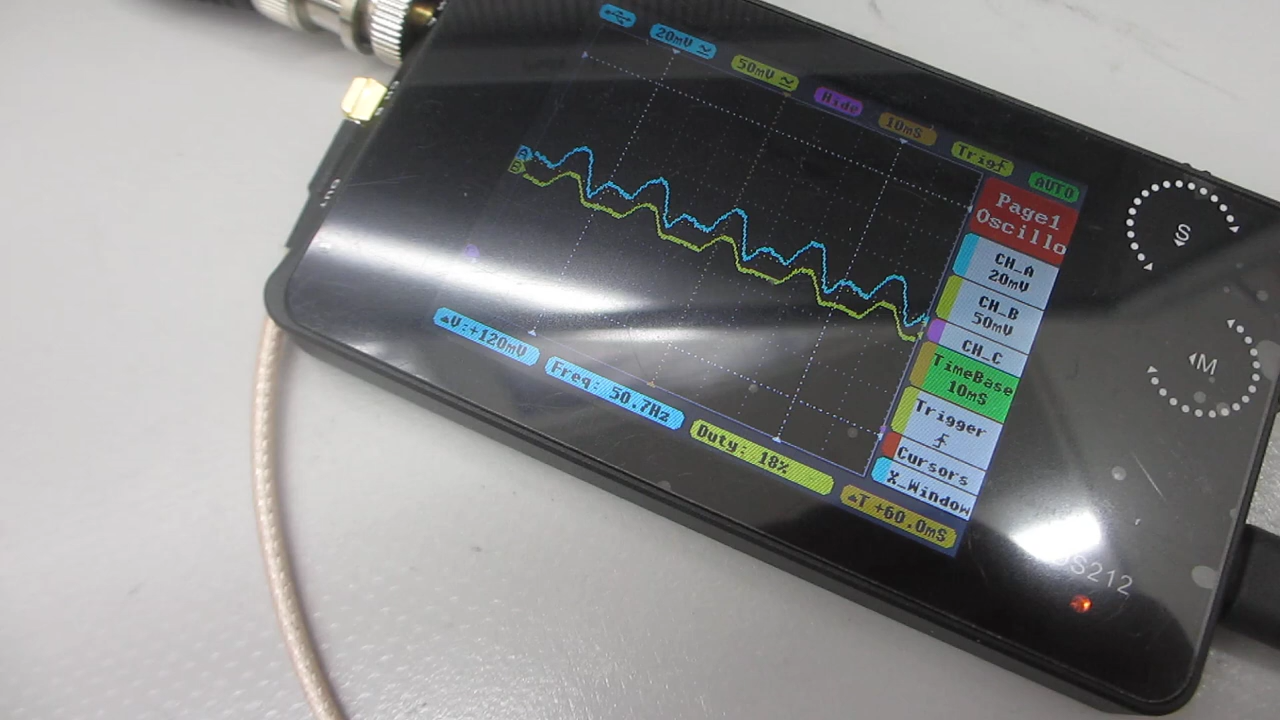 20mV
50mV
Hide
10mS
Trig
AUTO
Page1
Oscillo
CH_A
20mV
CH_B
50mV
CH_C
TimeBase
10mS
Trigger
Cursors
X_Window
A
B
▲V:+120mV
Freq: 50.7Hz
Duty: 18%
▲T +60.0mS
S
M
DS212